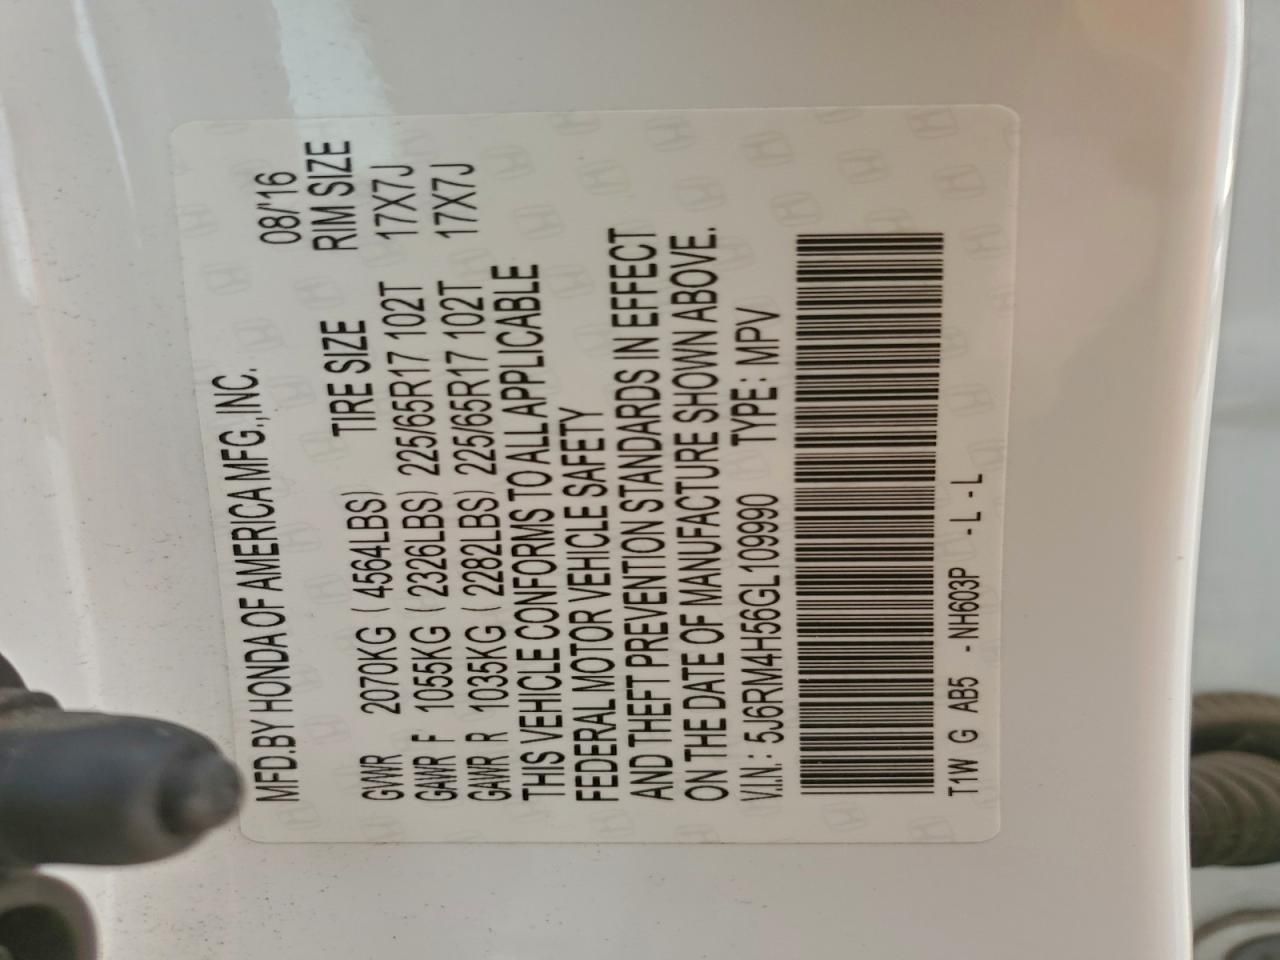 MFD.BY HONDA OF AMERICA MFG.,INC. 08/'16
TIRE SIZE RIM SIZE
GVWR 2070KG ( 4564LBS)
GAWR F 1055KG ( 2326LBS) 225/65R17 102T 17X7J
GAWR R 1035KG ( 2282LBS) 225/65R17 102T 17X7J
THIS VEHICLE CONFORMS TO ALL APPLICABLE
FEDERAL MOTOR VEHICLE SAFETY
AND THEFT PREVENTION STANDARDS IN EFFECT
ON THE DATE OF MANUFACTURE SHOWN ABOVE.
V.I.N.: 5J6RM4H56GL109990 TYPE: MPV
T1W G AB5 - NH603P - L - L